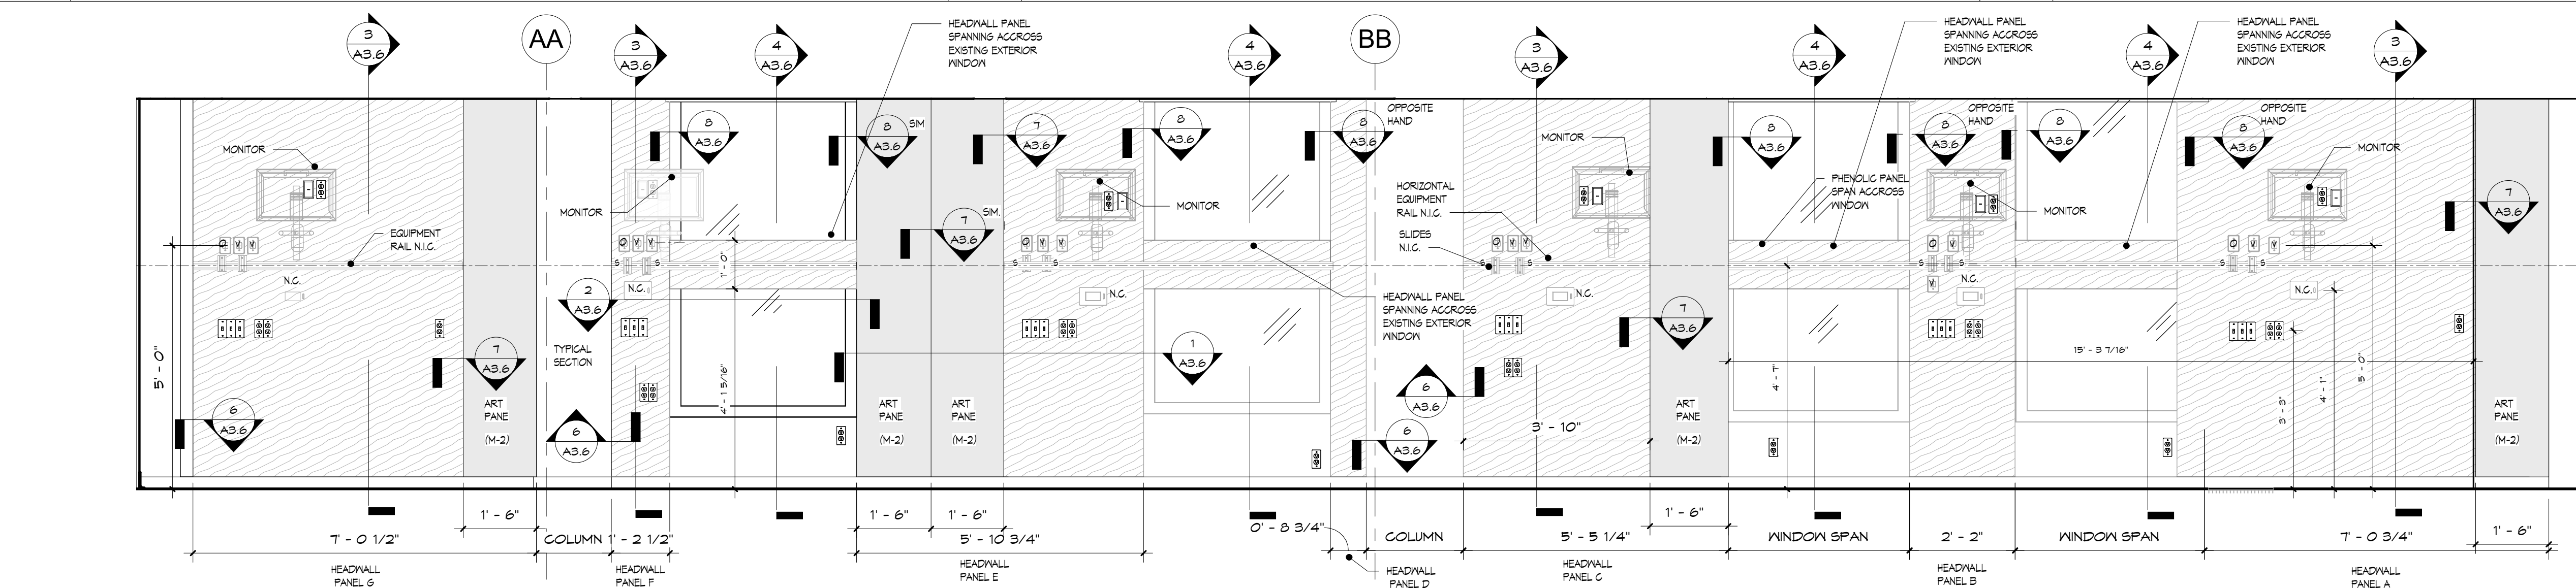 3
A3.6
AA
3
A3.6
4
A3.6
HEADWALL PANEL
SPANNING ACCROSS
EXISTING EXTERIOR
WINDOW
4
A3.6
BB
3
A3.6
4
A3.6
HEADWALL PANEL
SPANNING ACCROSS
EXISTING EXTERIOR
WINDOW
4
A3.6
HEADWALL PANEL
SPANNING ACCROSS
EXISTING EXTERIOR
WINDOW
3
A3.6
OPPOSITE
HAND
OPPOSITE
HAND
OPPOSITE
HAND
8
A3.6
8
A3.6
SIM
7
A3.6
8
A3.6
8
A3.6
8
A3.6
8
A3.6
8
A3.6
8
A3.6
MONITOR
MONITOR
MONITOR
MONITOR
MONITOR
MONITOR
MONITOR
PHENOLIC PANEL
SPAN ACCROSS
WINDOW
HORIZONTAL
EQUIPMENT
RAIL N.I.C.
SLIDES
N.I.C.
EQUIPMENT
RAIL N.I.C.
7
A3.6
SIM.
7
A3.6
O V V
O V V
O V V
O V V
O V
V
O V V
S S
S S
S S
S S
S S
N.C.
N.C.
N.C.
N.C.
N.C.
N.C.
2
A3.6
HEADWALL PANEL
SPANNING ACCROSS
EXISTING EXTERIOR
WINDOW
7
A3.6
TYPICAL
SECTION
7
A3.6
1
A3.6
5' - 0"
1' - 0"
4' - 1 5/16"
4' - 7"
15' - 3 7/16"
3' - 3"
4' - 1"
5' - 0"
6
A3.6
6
A3.6
6
A3.6
6
A3.6
3' - 10"
ART
PANE
(M-2)
ART
PANE
(M-2)
ART
PANE
(M-2)
ART
PANE
(M-2)
ART
PANE
(M-2)
1' - 6"
1' - 6"
1' - 6"
1' - 6"
1' - 6"
7' - 0 1/2"
COLUMN
1' - 2 1/2"
5' - 10 3/4"
0' - 8 3/4"
COLUMN
5' - 5 1/4"
WINDOW SPAN
2' - 2"
WINDOW SPAN
7' - 0 3/4"
HEADWALL
PANEL G
HEADWALL
PANEL F
HEADWALL
PANEL E
HEADWALL
PANEL D
HEADWALL
PANEL C
HEADWALL
PANEL B
HEADWALL
PANEL A